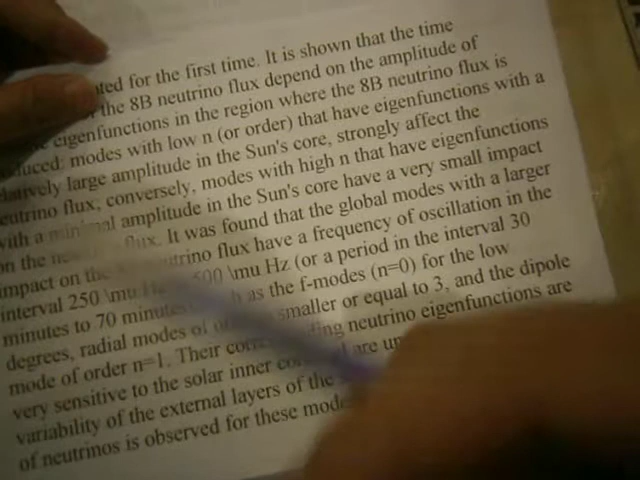 ted for the first time. It is shown that the time
the 8B neutrino flux depend on the amplitude of
eigenfunctions in the region where the 8B neutrino flux is
duced: modes with low n (or order) that have eigenfunctions with a
latively large amplitude in the Sun's core, strongly affect the
eutrino flux; conversely, modes with high n that have eigenfunctions
with a minimal amplitude in the Sun's core have a very small impact
on the flux. It was found that the global modes with a larger
impact on the neutrino flux have a frequency of oscillation in the
interval 250 \mu Hz 500 \mu Hz (or a period in the interval 30
minutes to 70 minutes as the f-modes (n=0) for the low
degrees, radial modes of smaller or equal to 3, and the dipole
mode of order n=1. Their neutrino eigenfunctions are
very sensitive to the solar inner are
variability of the external layers of the
of neutrinos is observed for these